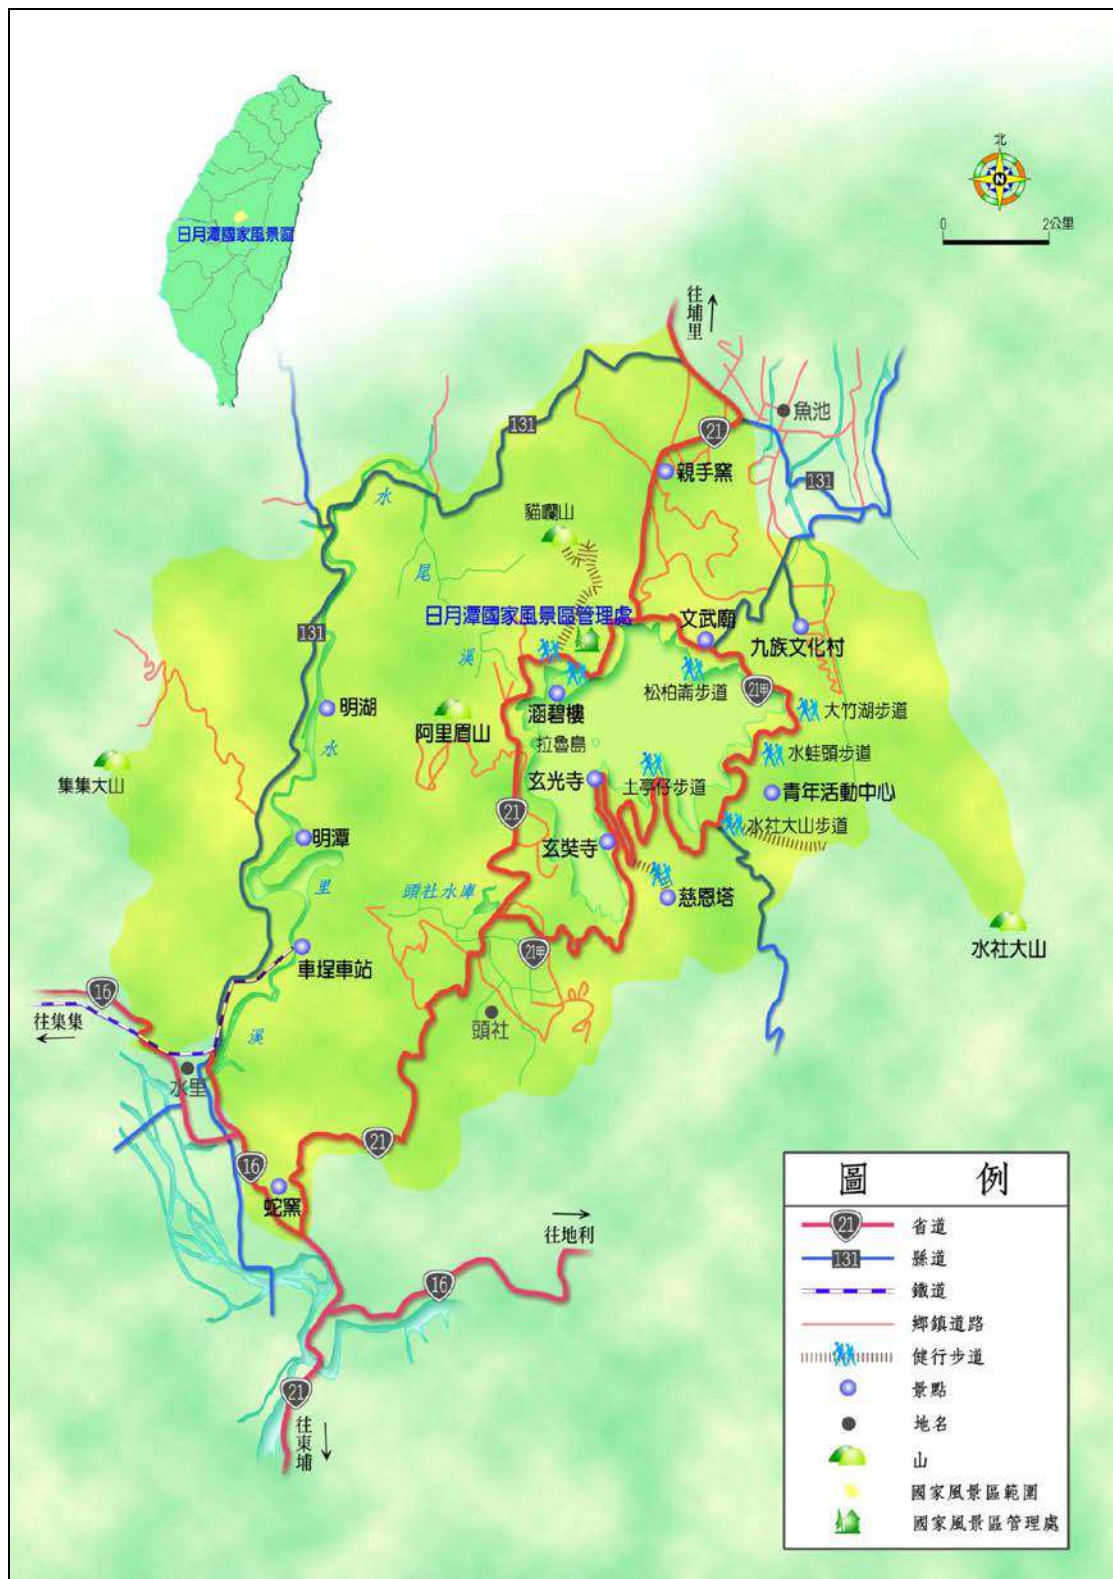 北
N
0 2公里
日月潭國家風景區
往埔里
魚池
131
21
親手窯
131
水
貓囒山
尾
日月潭國家風景區管理處
文武廟
九族文化村
131
溪
松柏崙步道
21甲
明湖
涵碧樓
大竹湖步道
阿里眉山
拉魯島
水
水蛙頭步道
集集大山
玄光寺
土亭仔步道
青年活動中心
21
水社大山步道
明潭
玄奘寺
里
頭社水庫
慈恩塔
水社大山
車埕車站
21甲
16
往集集
頭社
溪
水里
21
16
蛇窯
往地利
16
21
往東埔
圖例
21 省道
131 縣道
鐵道
鄉鎮道路
健行步道
景點
地名
山
國家風景區範圍
國家風景區管理處